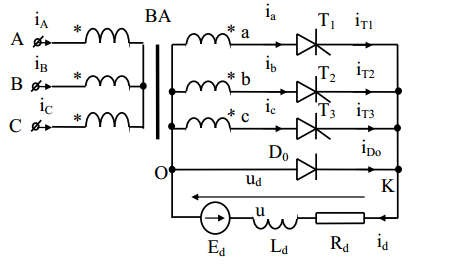 BA
i_A * * a i_a T_1 i_T1
A
i_B * * b i_b T_2 i_T2
B
i_C * * c i_c T_3 i_T3
C
D_0 i_Do
O u_d K
u
E_d L_d R_d i_d